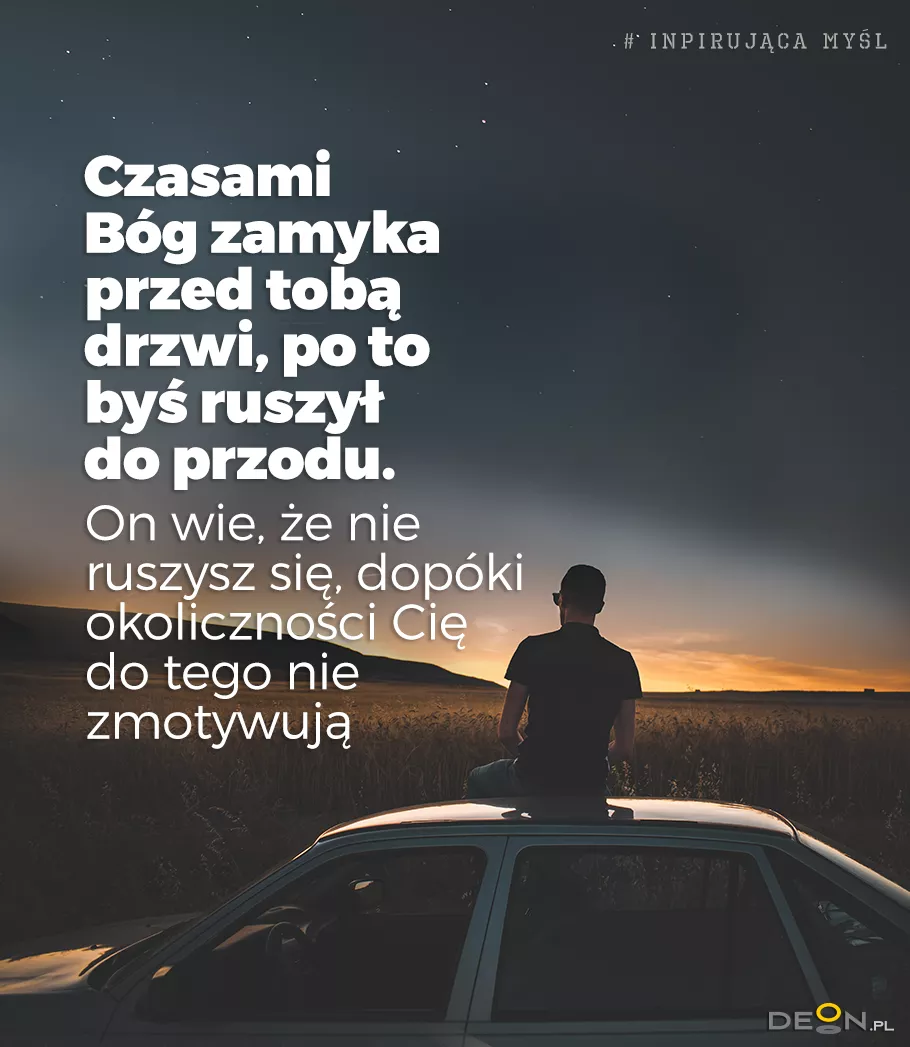 # INPIRUJĄCA MYŚL
Czasami
Bóg zamyka
przed tobą
drzwi, po to
byś ruszył
do przodu.
On wie, że nie
ruszysz się, dopóki
okoliczności Cię
do tego nie
zmotywują
DEON.PL